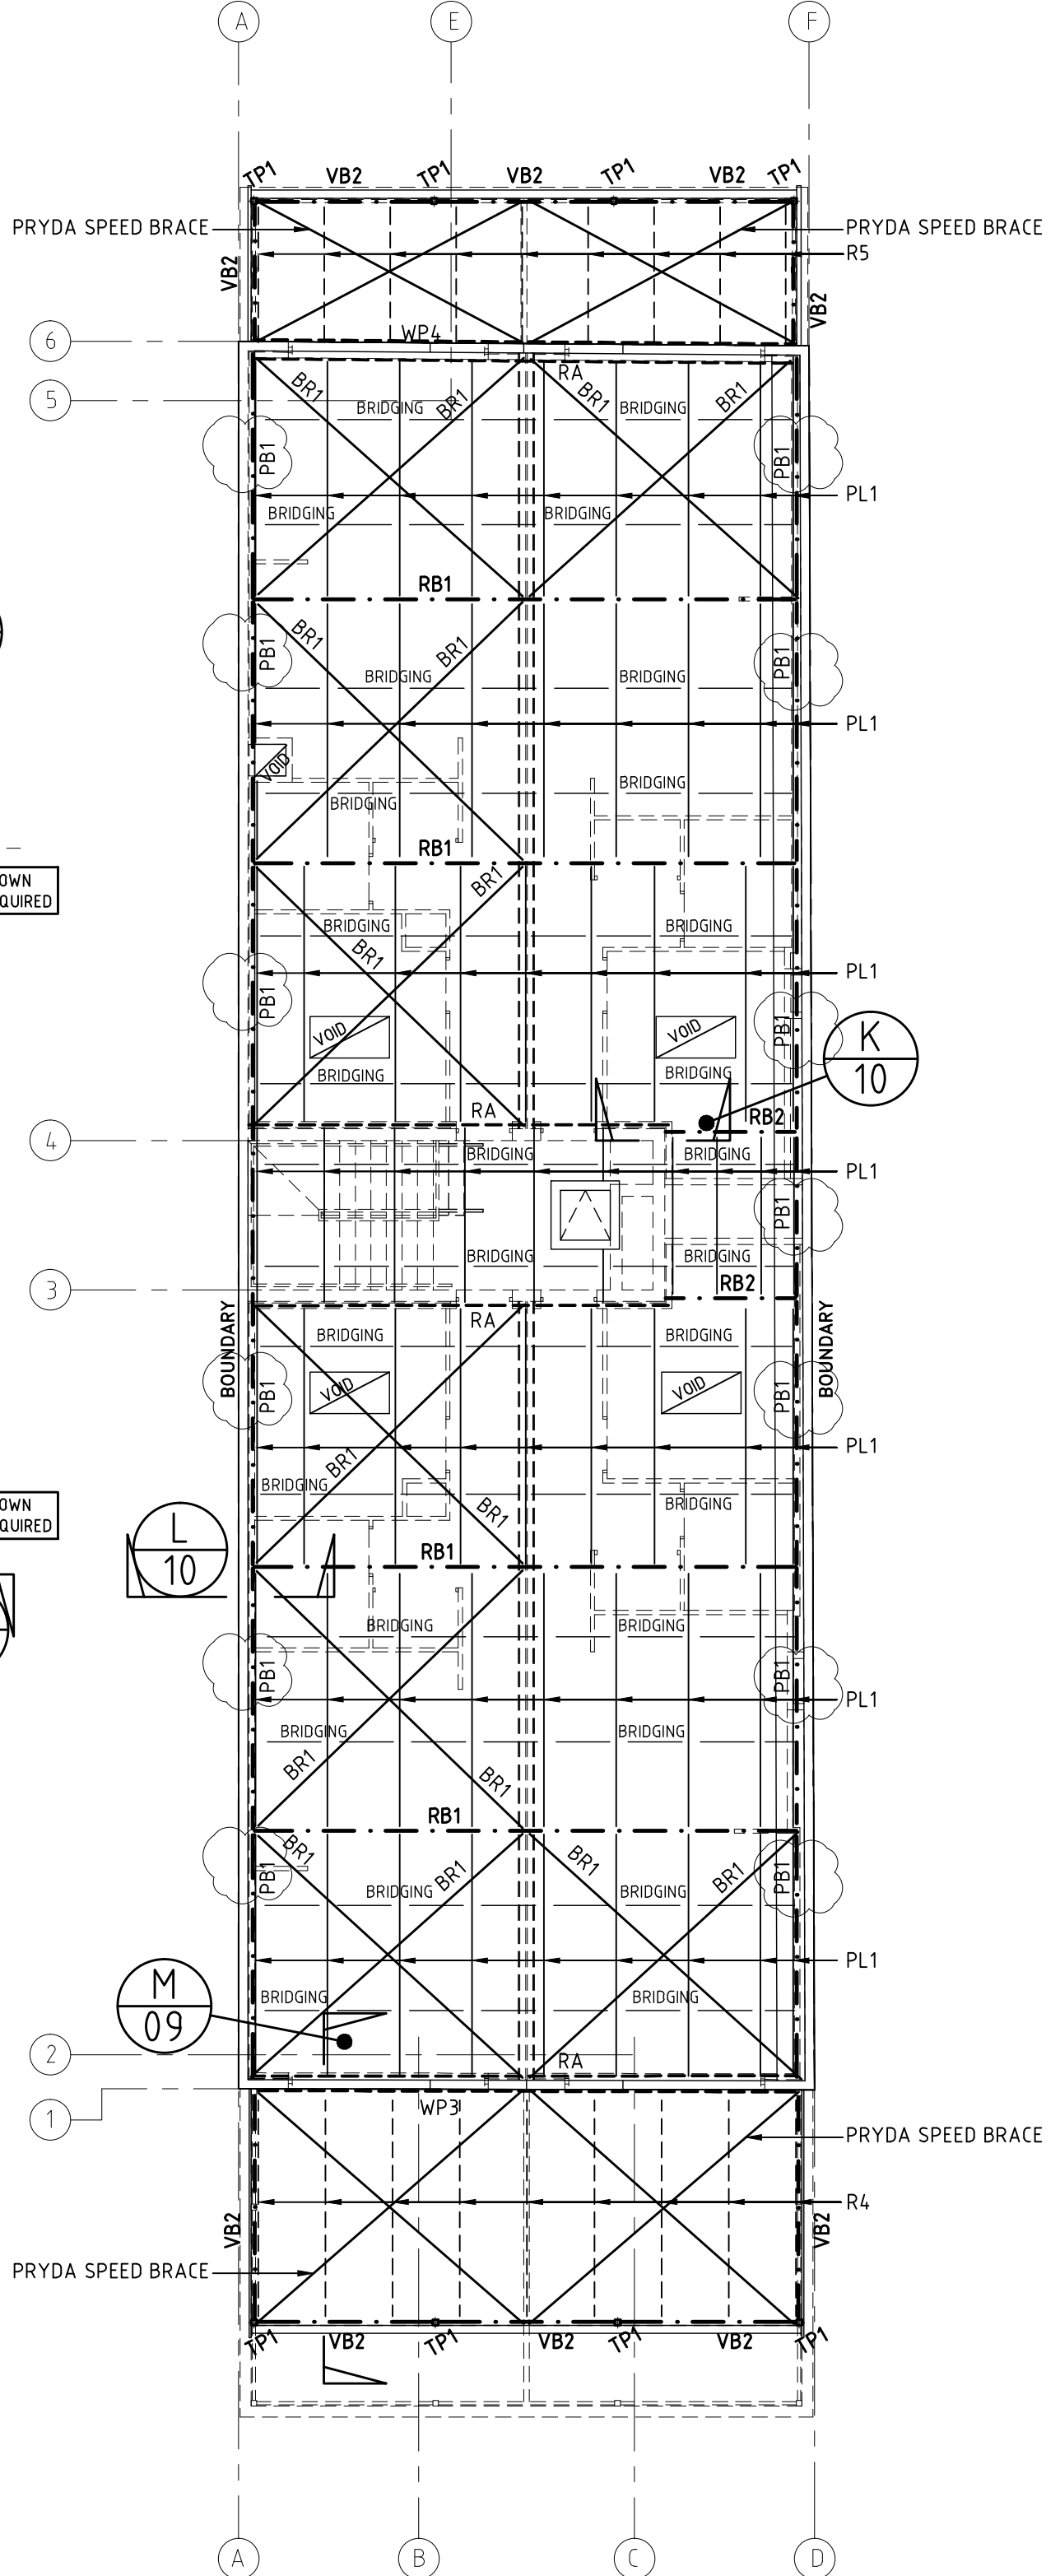 A
E
F
TP1 VB2 TP1 VB2 TP1 VB2 TP1
PRYDA SPEED BRACE
PRYDA SPEED BRACE
R5
VB2
VB2
6
WP4
RA
5
BR1
BRIDGING
BR1
BR1
BRIDGING
BR1
PB1
PB1
PL1
BRIDGING
BRIDGING
RB1
BR1
BR1
PB1
PB1
BRIDGING
BRIDGING
PL1
VOID
BRIDGING
BRIDGING
RB1
OWN
QUIRED
BR1
BRIDGING
BRIDGING
BR1
PL1
PB1
PB1
VOID
VOID
K
10
BRIDGING
BRIDGING
RA
RB2
4
BRIDGING
BRIDGING
PL1
PB1
BRIDGING
BRIDGING
3
RB2
RA
BOUNDARY
BOUNDARY
BRIDGING
BRIDGING
PB1
PB1
VOID
VOID
PL1
BR1
BRIDGING
BRIDGING
OWN
QUIRED
BR1
L
10
RB1
BRIDGING
BRIDGING
PB1
PB1
PL1
BRIDGING
BRIDGING
BR1
BR1
RB1
BR1
BR1
BR1
BR1
PB1
PB1
BRIDGING
BRIDGING
PL1
M
09
BRIDGING
BRIDGING
2
RA
1
WP3
PRYDA SPEED BRACE
R4
VB2
VB2
PRYDA SPEED BRACE
TP1 VB2 TP1 VB2 TP1 VB2 TP1
A
B
C
D